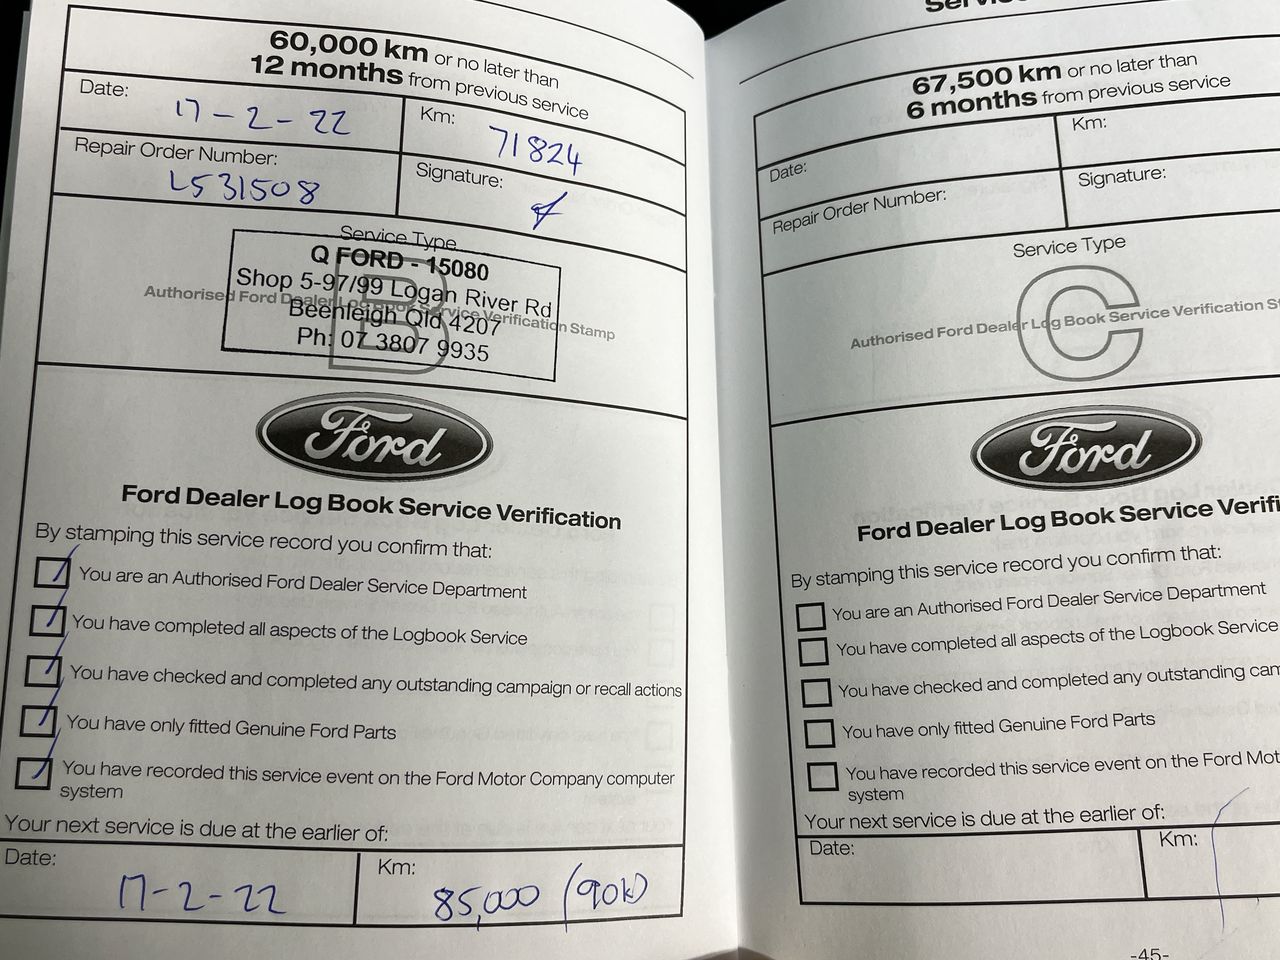 60,000 km or no later than
12 months from previous service
Date:
17-2-22
Km:
71824
Repair Order Number:
L531508
Signature:
Service Type
B
Q FORD - 15080
Shop 5-97/99 Logan River Rd
Beenleigh Qld 4207
Ph: 07 3807 9935
Authorised Ford Dealer Log Book Service Verification Stamp
Ford
Ford Dealer Log Book Service Verification
By stamping this service record you confirm that:
You are an Authorised Ford Dealer Service Department
You have completed all aspects of the Logbook Service
You have checked and completed any outstanding campaign or recall actions
You have only fitted Genuine Ford Parts
You have recorded this service event on the Ford Motor Company computer
system
Your next service is due at the earlier of:
Date:
17-2-22
Km:
85,000 (90k)
67,500 km or no later than
6 months from previous service
Date:
Km:
Repair Order Number:
Signature:
Service Type
C
Authorised Ford Dealer Log Book Service Verification S
Ford
Ford Dealer Log Book Service Verifi
By stamping this service record you confirm that:
You are an Authorised Ford Dealer Service Department
You have completed all aspects of the Logbook Service
You have checked and completed any outstanding cam
You have only fitted Genuine Ford Parts
You have recorded this service event on the Ford Mot
system
Your next service is due at the earlier of:
Date:
Km:
-45-